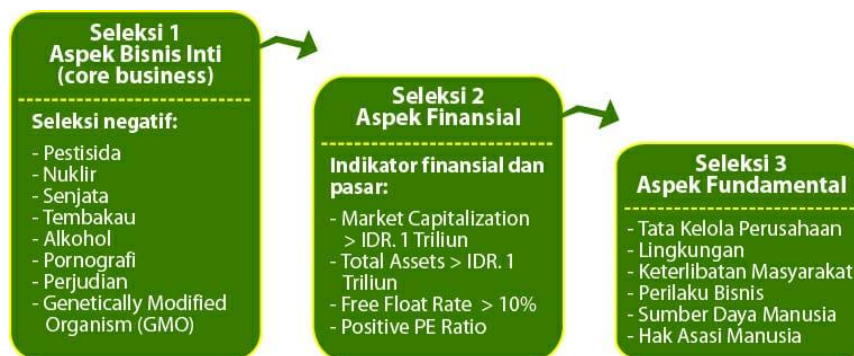 Seleksi 1
Aspek Bisnis Inti
(core business)
Seleksi negatif:
- Pestisida
- Nuklir
- Senjata
- Tembakau
- Alkohol
- Pornografi
- Perjudian
- Genetically Modified
Organism (GMO)
Seleksi 2
Aspek Finansial
Indikator finansial dan
pasar:
- Market Capitalization
> IDR. 1 Triliun
- Total Assets > IDR. 1
Triliun
- Free Float Rate > 10%
- Positive PE Ratio
Seleksi 3
Aspek Fundamental
- Tata Kelola Perusahaan
- Lingkungan
- Keterlibatan Masyarakat
- Perilaku Bisnis
- Sumber Daya Manusia
- Hak Asasi Manusia